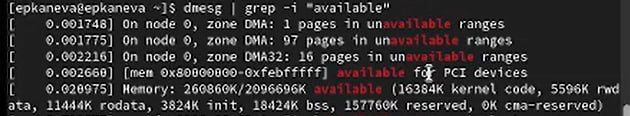 [epkaneva@epkaneva ~]$ dmesg | grep -i "available"
[    0.001748] On node 0, zone DMA: 1 pages in unavailable ranges
[    0.001775] On node 0, zone DMA: 97 pages in unavailable ranges
[    0.002216] On node 0, zone DMA32: 16 pages in unavailable ranges
[    0.002660] [mem 0x80000000-0xfebfffff] available for PCI devices
[    0.020975] Memory: 260860K/2096696K available (16384K kernel code, 5596K rwd
ata, 11444K rodata, 3824K init, 18424K bss, 157760K reserved, 0K cma-reserved)